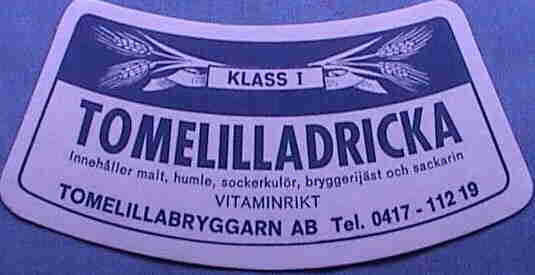 KLASS I
TOMELILLADRICKA
Innehåller malt, humle, sockerkulör, bryggerijäst och sackarin
VITAMINRIKT
TOMELILLABRYGGARN AB Tel. 0417 - 112 19